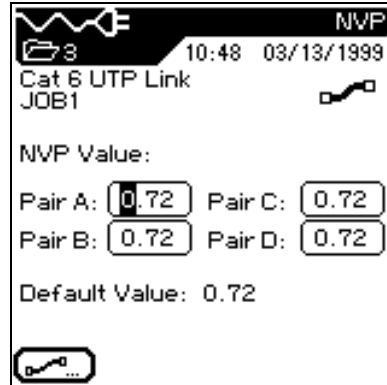 NVP
3 10:48 03/13/1999
Cat 6 UTP Link
JOB1
NVP Value:
Pair A: 0.72 Pair C: 0.72
Pair B: 0.72 Pair D: 0.72
Default Value: 0.72
...